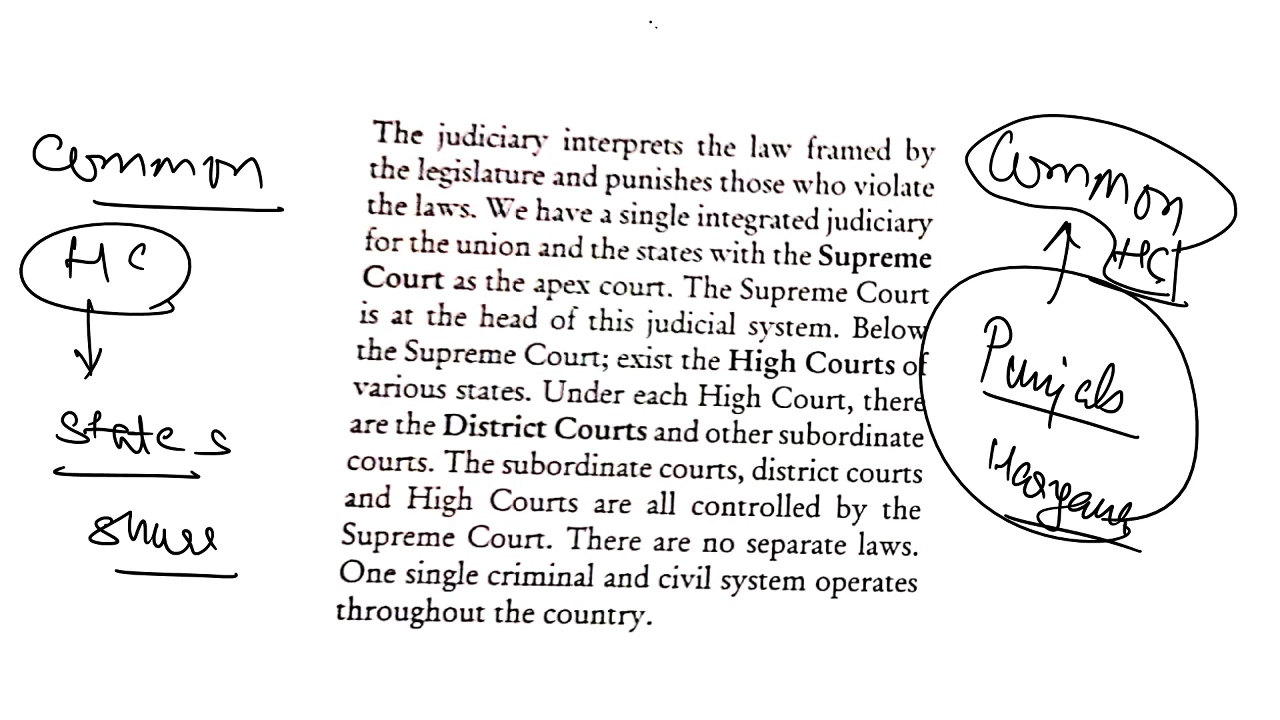 Common
HC
states
share
The judiciary interprets the law framed by
the legislature and punishes those who violate
the laws. We have a single integrated judiciary
for the union and the states with the Supreme
Court as the apex court. The Supreme Court
is at the head of this judicial system. Below
the Supreme Court; exist the High Courts of
various states. Under each High Court, there
are the District Courts and other subordinate
courts. The subordinate courts, district courts
and High Courts are all controlled by the
Supreme Court. There are no separate laws.
One single criminal and civil system operates
throughout the country.
Common
HC
Punjab
Haryana